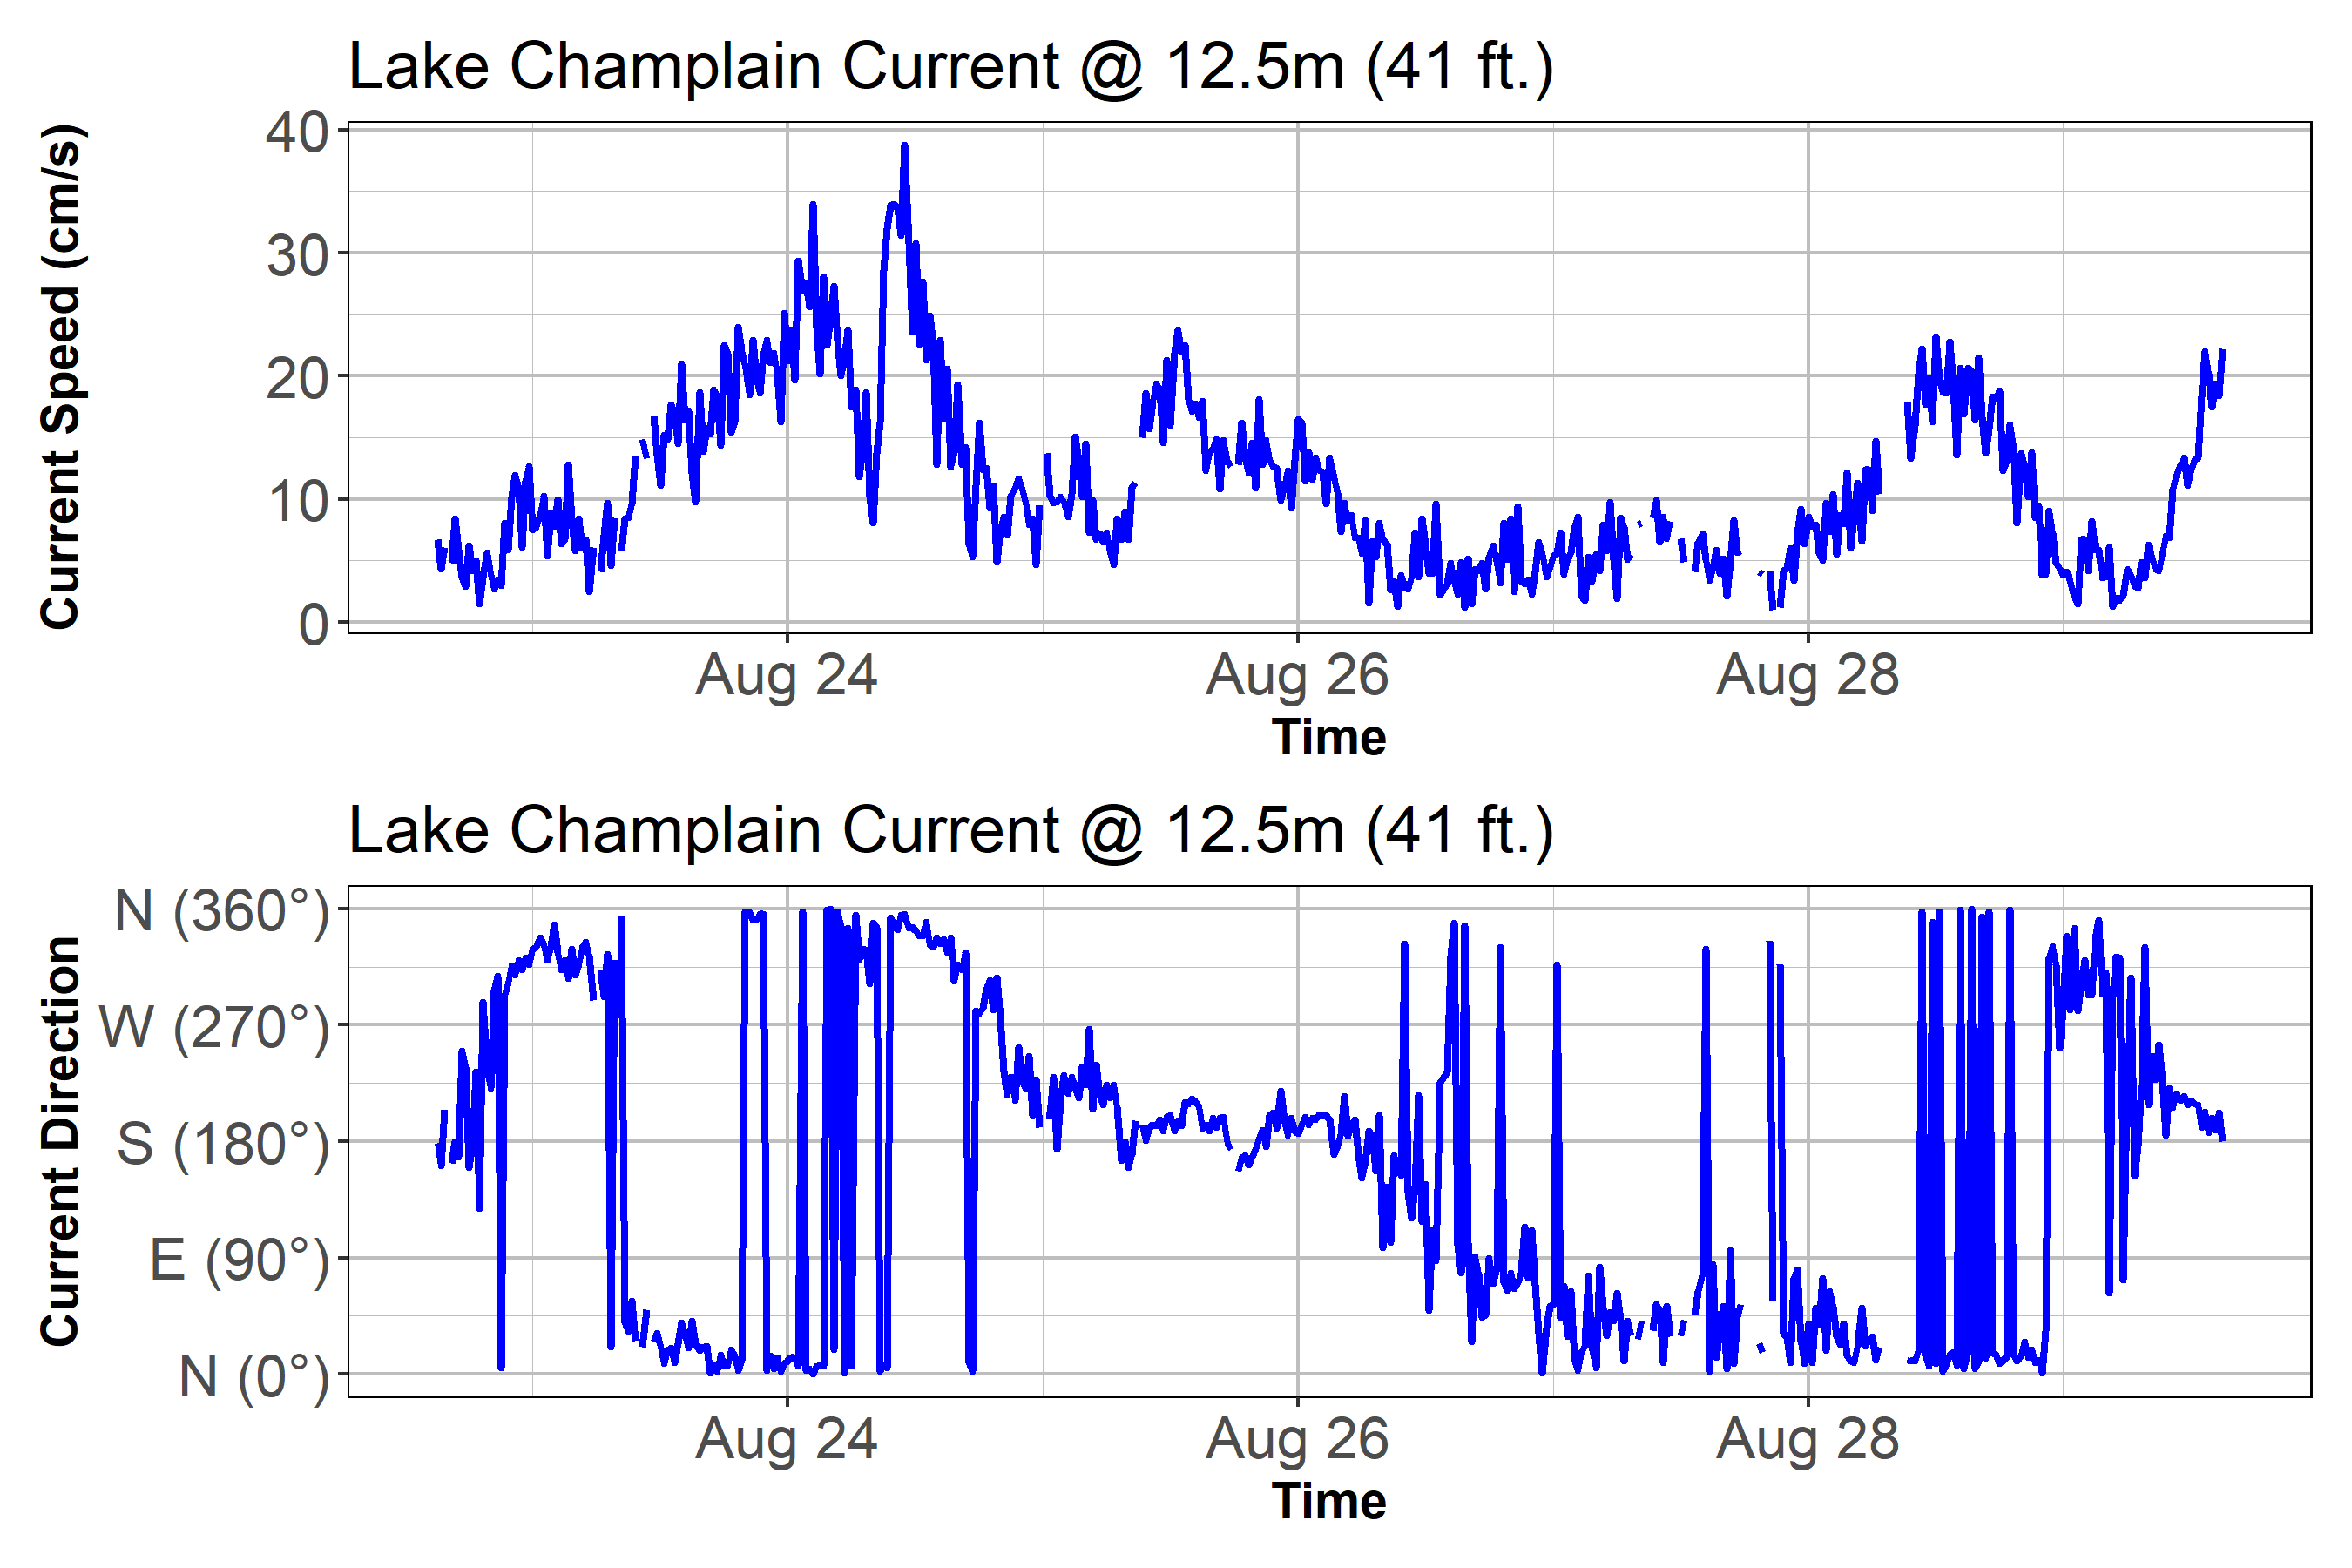 Lake Champlain Current @ 12.5m (41 ft.)
Current Speed (cm/s)
40
30
20
10
0
Aug 24 Aug 26 Aug 28
Time
Lake Champlain Current @ 12.5m (41 ft.)
Current Direction
N (360°)
W (270°)
S (180°)
E (90°)
N (0°)
Aug 24 Aug 26 Aug 28
Time